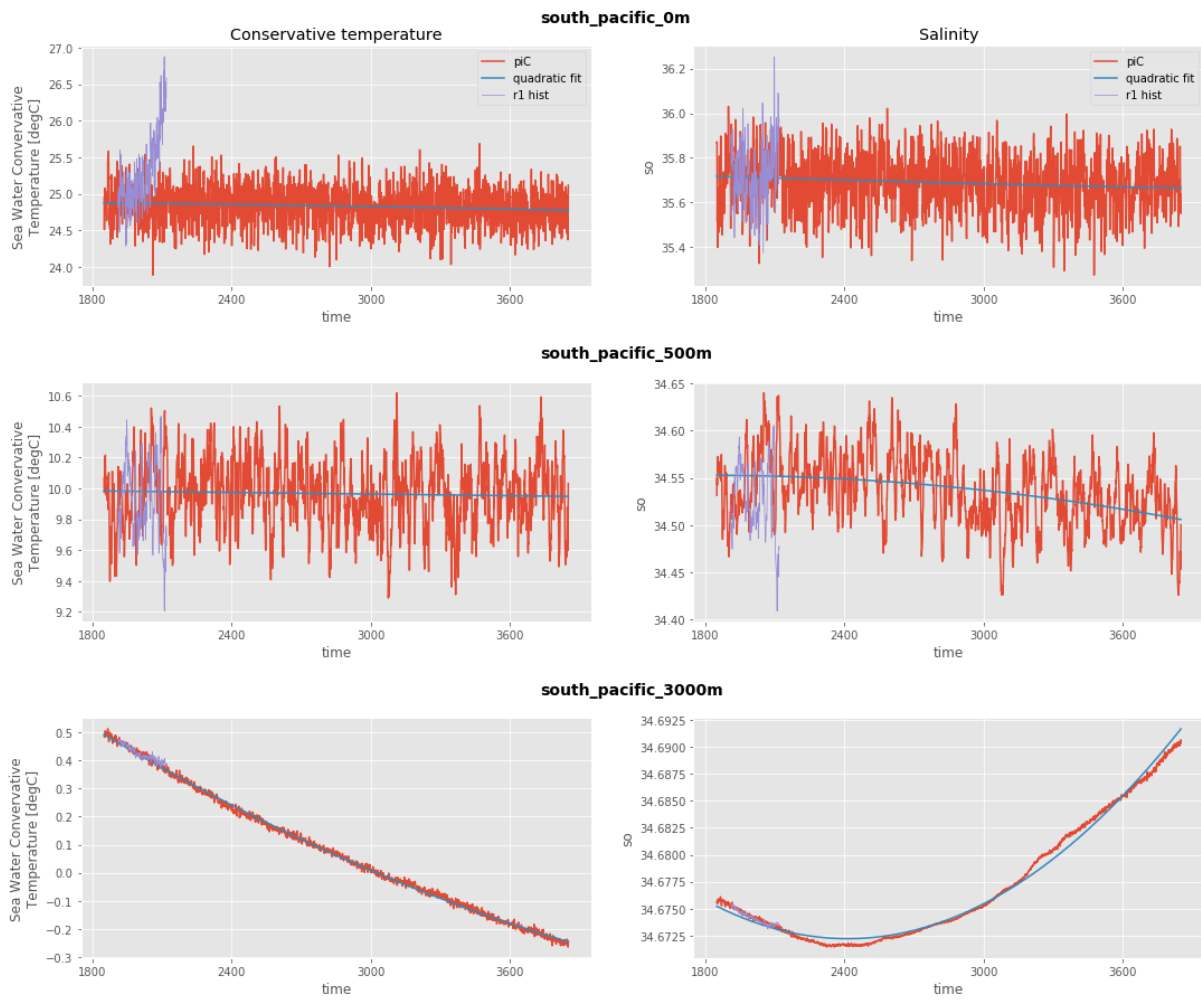 south_pacific_0m
Conservative temperature
Salinity
27.0
26.5
26.0
25.5
25.0
24.5
24.0
Sea Water Convervative
Temperature [degC]
piC
quadratic fit
r1 hist
1800
2400
3000
3600
time
36.2
36.0
35.8
35.6
35.4
so
piC
quadratic fit
r1 hist
1800
2400
3000
3600
time
south_pacific_500m
10.6
10.4
10.2
10.0
9.8
9.6
9.4
9.2
Sea Water Convervative
Temperature [degC]
1800
2400
3000
3600
time
34.65
34.60
34.55
34.50
34.45
34.40
so
1800
2400
3000
3600
time
south_pacific_3000m
0.5
0.4
0.3
0.2
0.1
0.0
−0.1
−0.2
−0.3
Sea Water Convervative
Temperature [degC]
1800
2400
3000
3600
time
34.6925
34.6900
34.6875
34.6850
34.6825
34.6800
34.6775
34.6750
34.6725
so
1800
2400
3000
3600
time